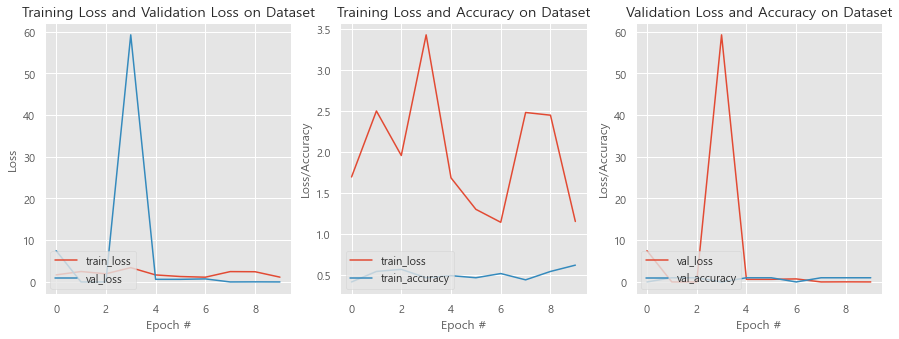 Training Loss and Validation Loss on Dataset
60
50
40
30
20
10
0
Loss
train_loss
val_loss
0
2
4
6
8
Epoch #
Training Loss and Accuracy on Dataset
3.5
3.0
2.5
2.0
1.5
1.0
0.5
Loss/Accuracy
train_loss
train_accuracy
0
2
4
6
8
Epoch #
Validation Loss and Accuracy on Dataset
60
50
40
30
20
10
0
Loss/Accuracy
val_loss
val_accuracy
0
2
4
6
8
Epoch #